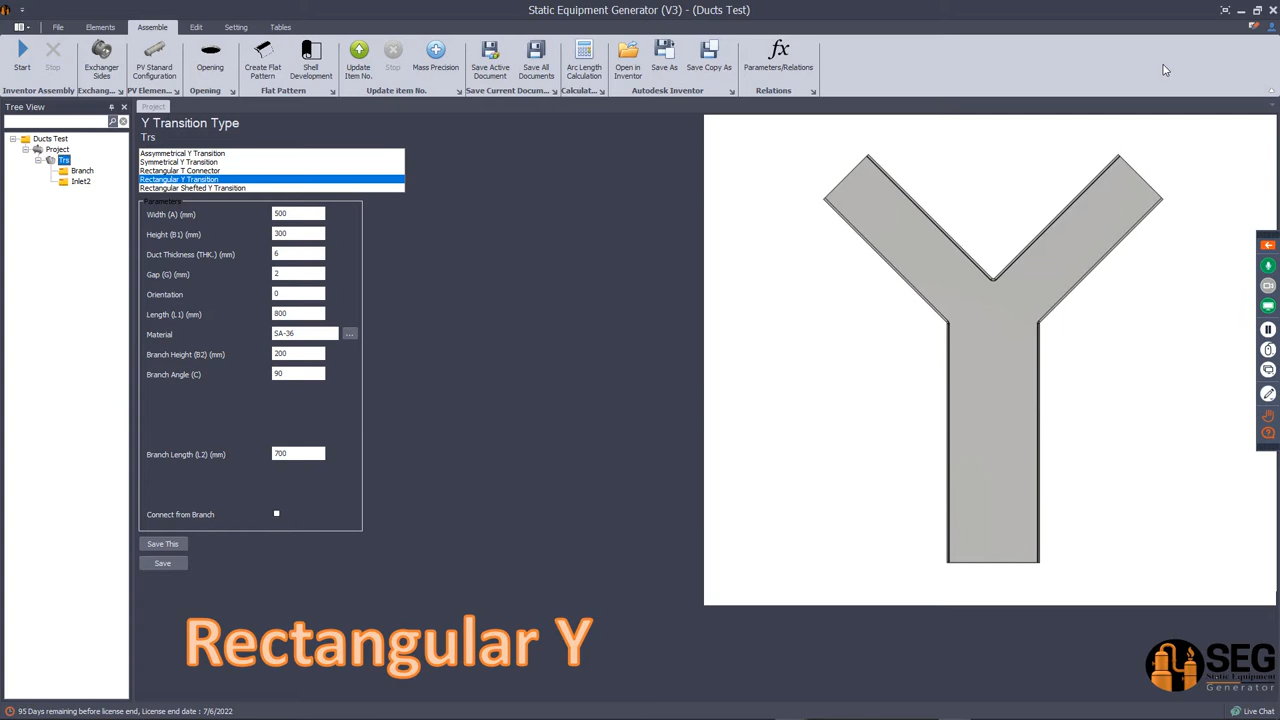 Static Equipment Generator (V3) - (Ducts Test)
File Elements Assemble Edit Setting Tables
Start Stop Exchanger Sides PV Stanard Configuration Opening Create Flat Pattern Shell Development Update Item No. Stop Mass Precision Save Active Document Save All Documents Arc Length Calculation Open in Inventor Save As Save Copy As Parameters/Relations
Inventor Assembly Exchang... PV Elemen... Opening Flat Pattern Update item No. Save Current Docum... Calculat... Autodesk Inventor Relations
Tree View
Project
Ducts Test
Project
Trs
Branch
Inlet2
Y Transition Type
Trs
Assymmetrical Y Transition
Symmetrical Y Transition
Rectangular T Connector
Rectangular Y Transition
Rectangular Shefted Y Transition
Parameters
Width (A) (mm) 500
Height (B1) (mm) 300
Duct Thickness (THK.) (mm) 6
Gap (G) (mm) 2
Orientation 0
Length (L1) (mm) 800
Material SA-36 ...
Branch Height (B2) (mm) 200
Branch Angle (C) 90
Branch Length (L2) (mm) 700
Connect from Branch
Save This
Save
Rectangular Y
SEG
Static Equipment
Generator
95 Days remaining before license end, License end date : 7/6/2022
Live Chat